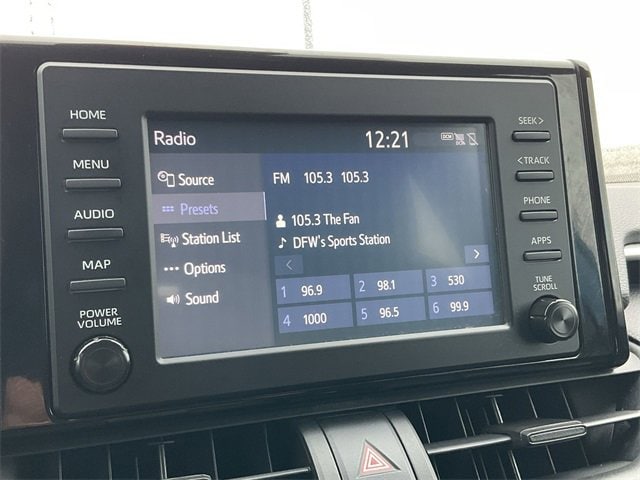 HOME
MENU
AUDIO
MAP
POWER
VOLUME
Radio
12:21
DCM
Source
Presets
Station List
Options
Sound
FM 105.3 105.3
105.3 The Fan
DFW's Sports Station
< >
1 96.9 2 98.1 3 530
4 1000 5 96.5 6 99.9
SEEK >
< TRACK
PHONE
APPS
TUNE
SCROLL